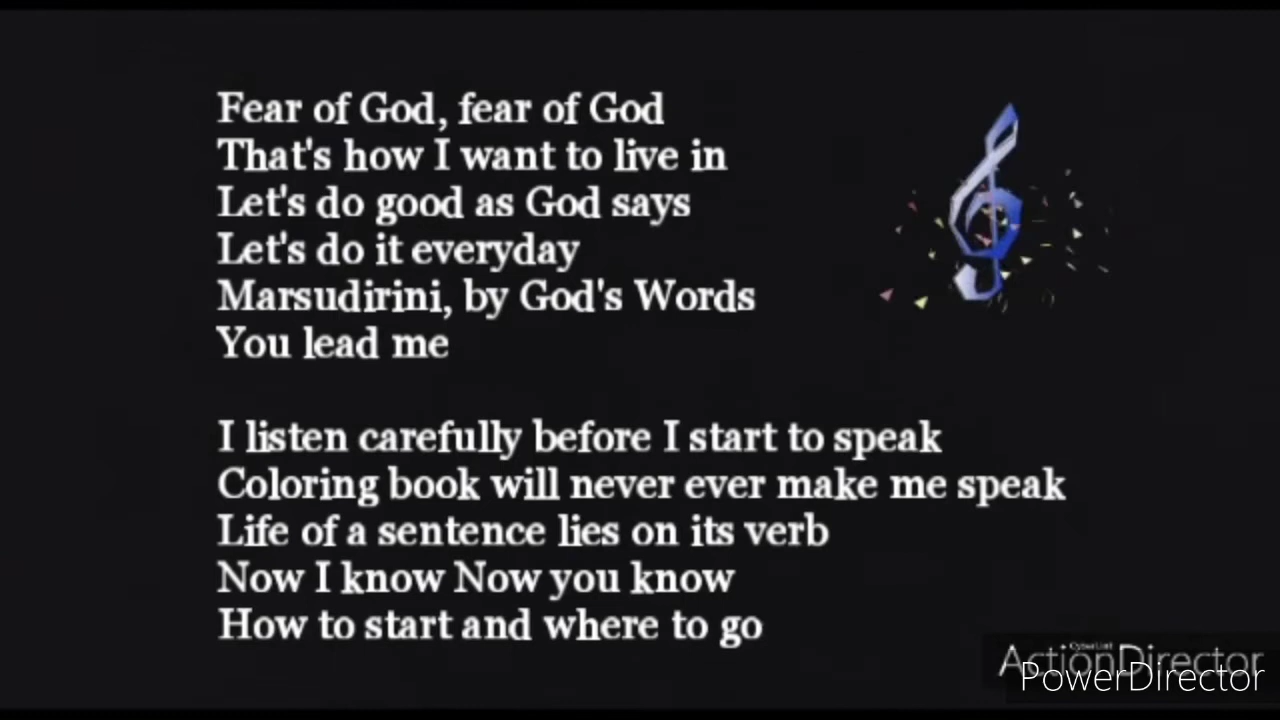 Fear of God, fear of God
That's how I want to live in
Let's do good as God says
Let's do it everyday
Marsudirini, by God's Words
You lead me
I listen carefully before I start to speak
Coloring book will never ever make me speak
Life of a sentence lies on its verb
Now I know Now you know
How to start and where to go
CyberLink
ActionDirector
PowerDirector